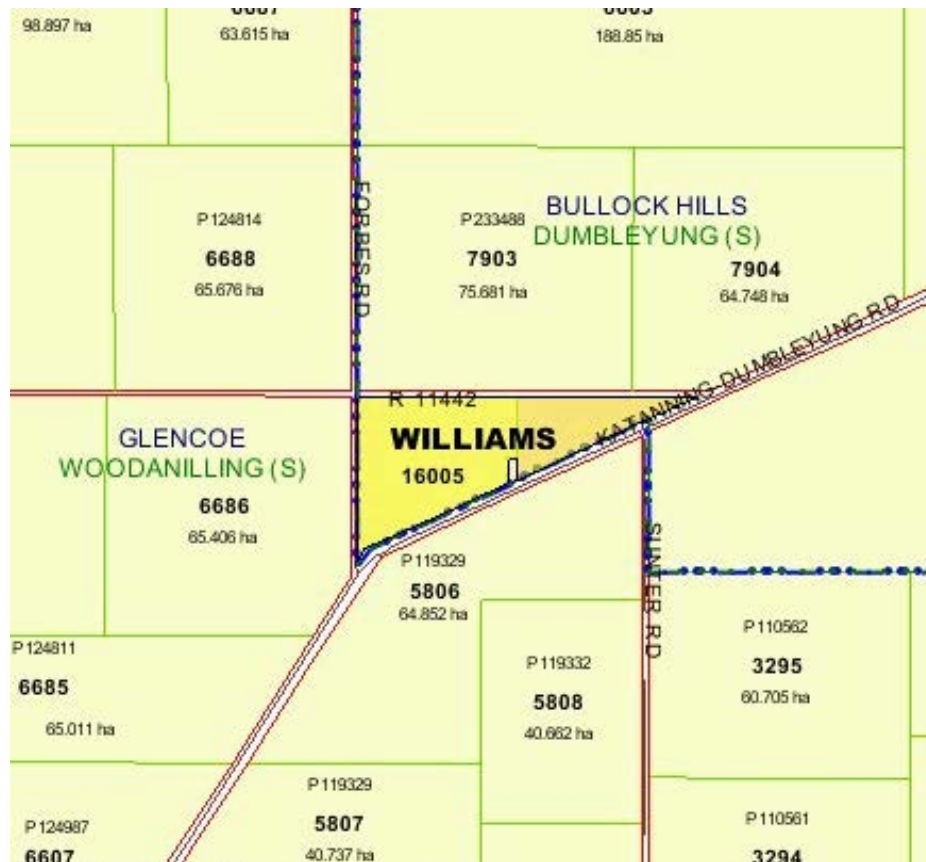 98.897 ha
63.615 ha
188.85 ha
P 124814
6688
65.676 ha
FORBES RD
P 233488
7903
75.681 ha
BULLOCK HILLS
DUMBLEYUNG (S)
7904
64.748 ha
KATANNING DUMBLEYUNG RD
R 11442
WILLIAMS
16005
GLENCOE
WOODANILLING (S)
6686
65.406 ha
P 119329
5806
64.852 ha
SUNTER RD
P 124811
6685
65.011 ha
P 119332
5808
40.662 ha
P 110562
3295
60.705 ha
P 119329
5807
40.737 ha
P 124987
6607
P 110561
3294